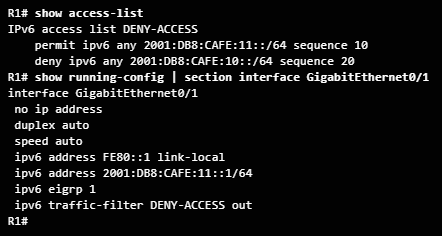 R1# show access-list
IPv6 access list DENY-ACCESS
    permit ipv6 any 2001:DB8:CAFE:11::/64 sequence 10
    deny ipv6 any 2001:DB8:CAFE:10::/64 sequence 20
R1# show running-config | section interface GigabitEthernet0/1
interface GigabitEthernet0/1
 no ip address
 duplex auto
 speed auto
 ipv6 address FE80::1 link-local
 ipv6 address 2001:DB8:CAFE:11::1/64
 ipv6 eigrp 1
 ipv6 traffic-filter DENY-ACCESS out
R1#